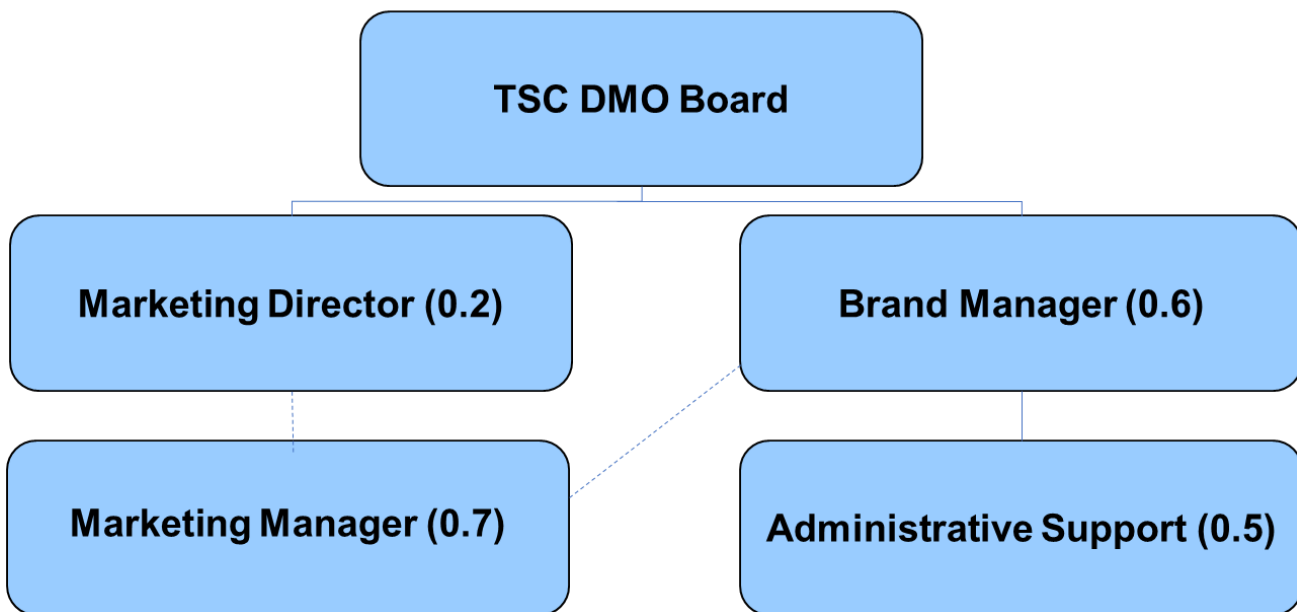 TSC DMO Board
Marketing Director (0.2)
Brand Manager (0.6)
Marketing Manager (0.7)
Administrative Support (0.5)